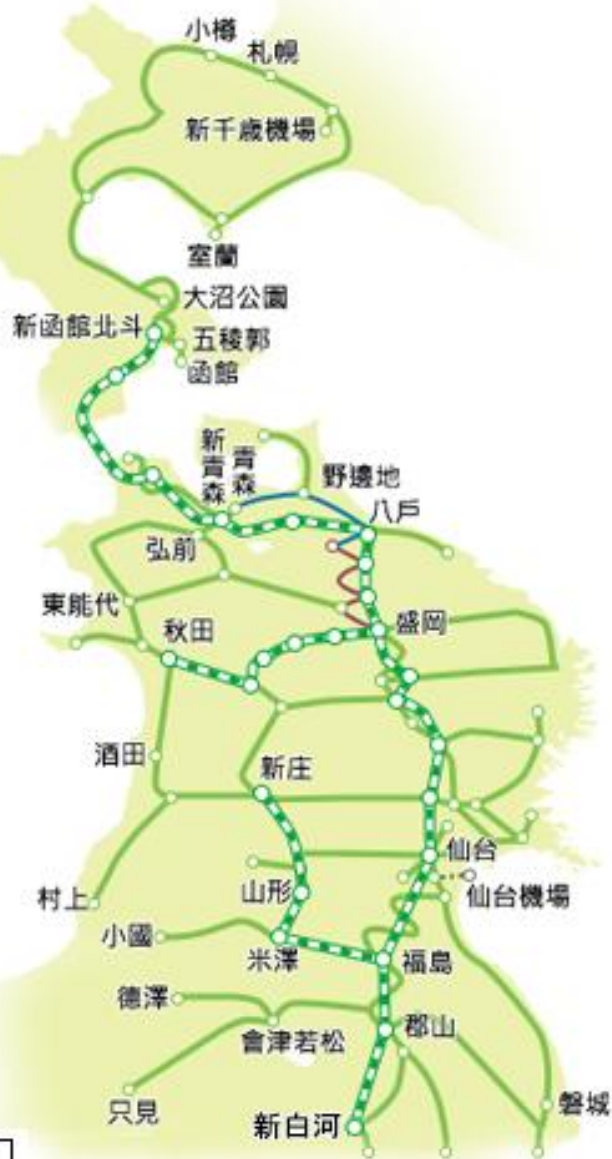 小樽
札幌
新千歲機場
室蘭
大沼公園
新函館北斗
五稜郭
函館
新青森
青森
野邊地
八戶
弘前
東能代
秋田
盛岡
酒田
新庄
仙台
山形
仙台機場
村上
小國
米澤
福島
德澤
會津若松
郡山
只見
新白河
磐城